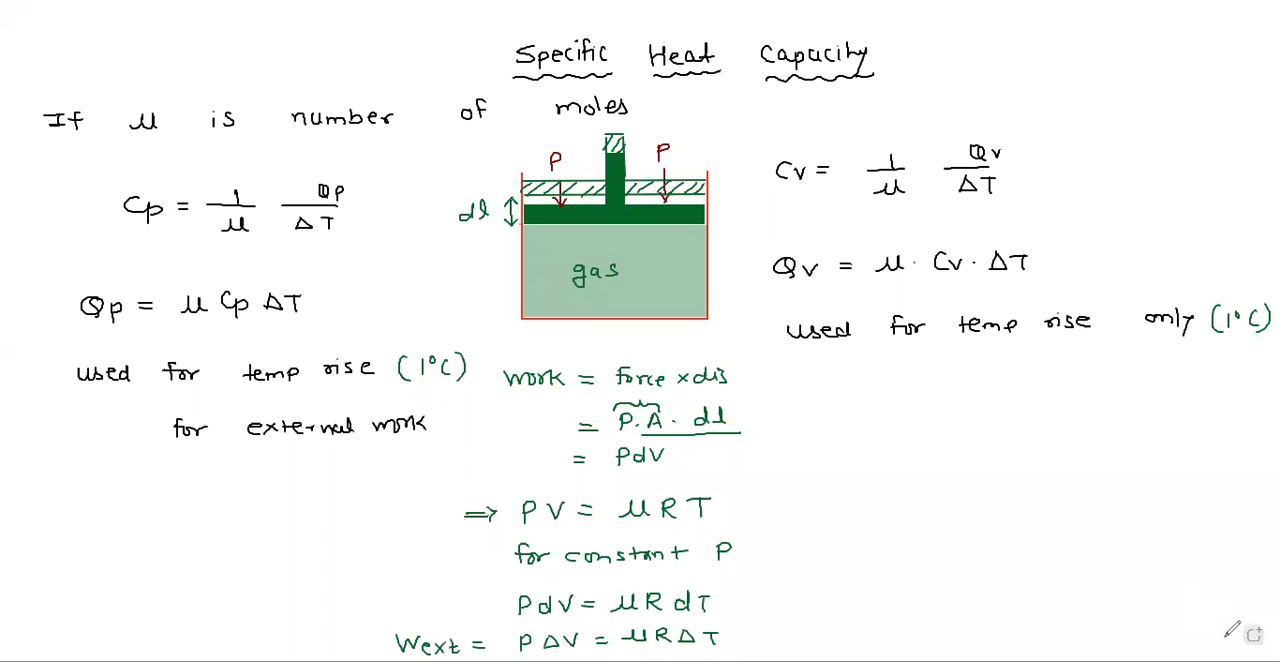 Specific Heat Capacity
If μ is number of moles
Cp = 1/μ Qp/ΔT
Qp = μ Cp ΔT
used for temp rise (1°C)
for external work
P P
dl
gas
Work = force × dis
= P.A. dl
= PdV
⇒ PV = μRT
for constant P
PdV = μRdT
Wext = PΔV = μRΔT
Cv = 1/μ Qv/ΔT
Qv = μ. Cv. ΔT
used for temp rise only (1°C)